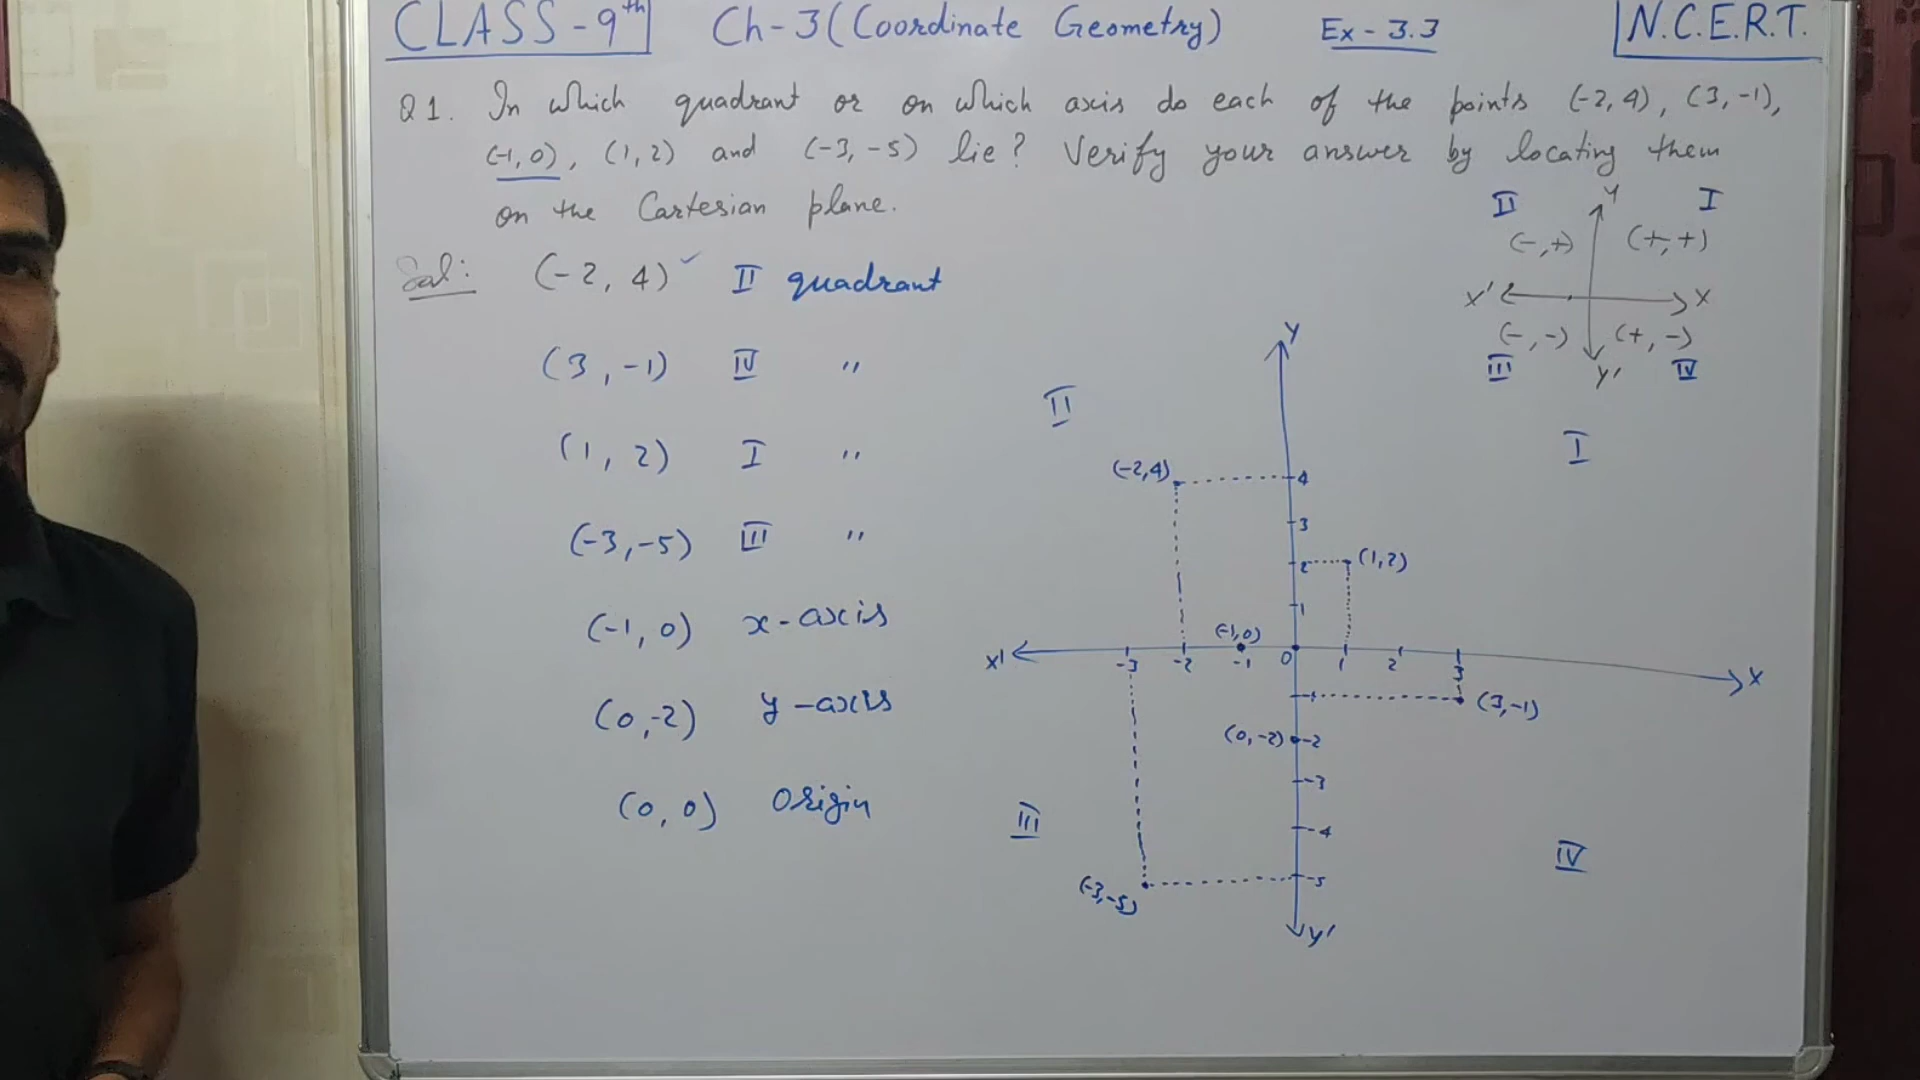 CLASS-9th Ch-3 (Coordinate Geometry) Ex-3.3 N.C.E.R.T.
Q1. In which quadrant or on which axis do each of the points (-2,4), (3,-1),
(-1,0), (1,2) and (-3,-5) lie? Verify your answer by locating them
on the Cartesian plane.
II Y I
(-,+) (+,+)
X' X
(-,-) (+,-)
III Y' IV
Sol: (-2, 4) ✓ II quadrant
(3, -1) IV "
(1, 2) I "
(-3,-5) III "
(-1, 0) x-axis
(0,-2) y-axis
(0, 0) Origin
Y
II I
(-2,4) 4
3
2 (1,2)
1
(-1,0)
X' -3 -2 -1 0 1 2 3 X
-1 (3,-1)
(0,-2) -2
-3
III -4 IV
(-3,-5) -5
Y'